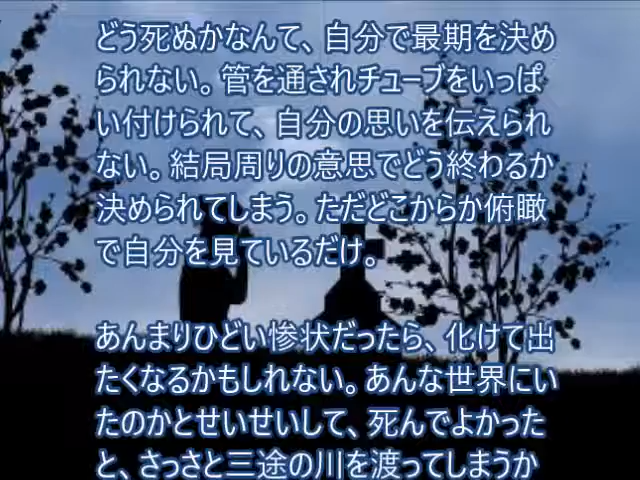 どう死ぬかなんて、自分で最期を決め
られない。管を通されチューブをいっぱ
い付けられて、自分の思いを伝えられ
ない。結局周りの意思でどう終わるか
決められてしまう。ただどこからか俯瞰
で自分を見ているだけ。
あんまりひどい惨状だったら、化けて出
たくなるかもしれない。あんな世界にい
たのかとせいせいして、死んでよかった
と、さっさと三途の川を渡ってしまうか